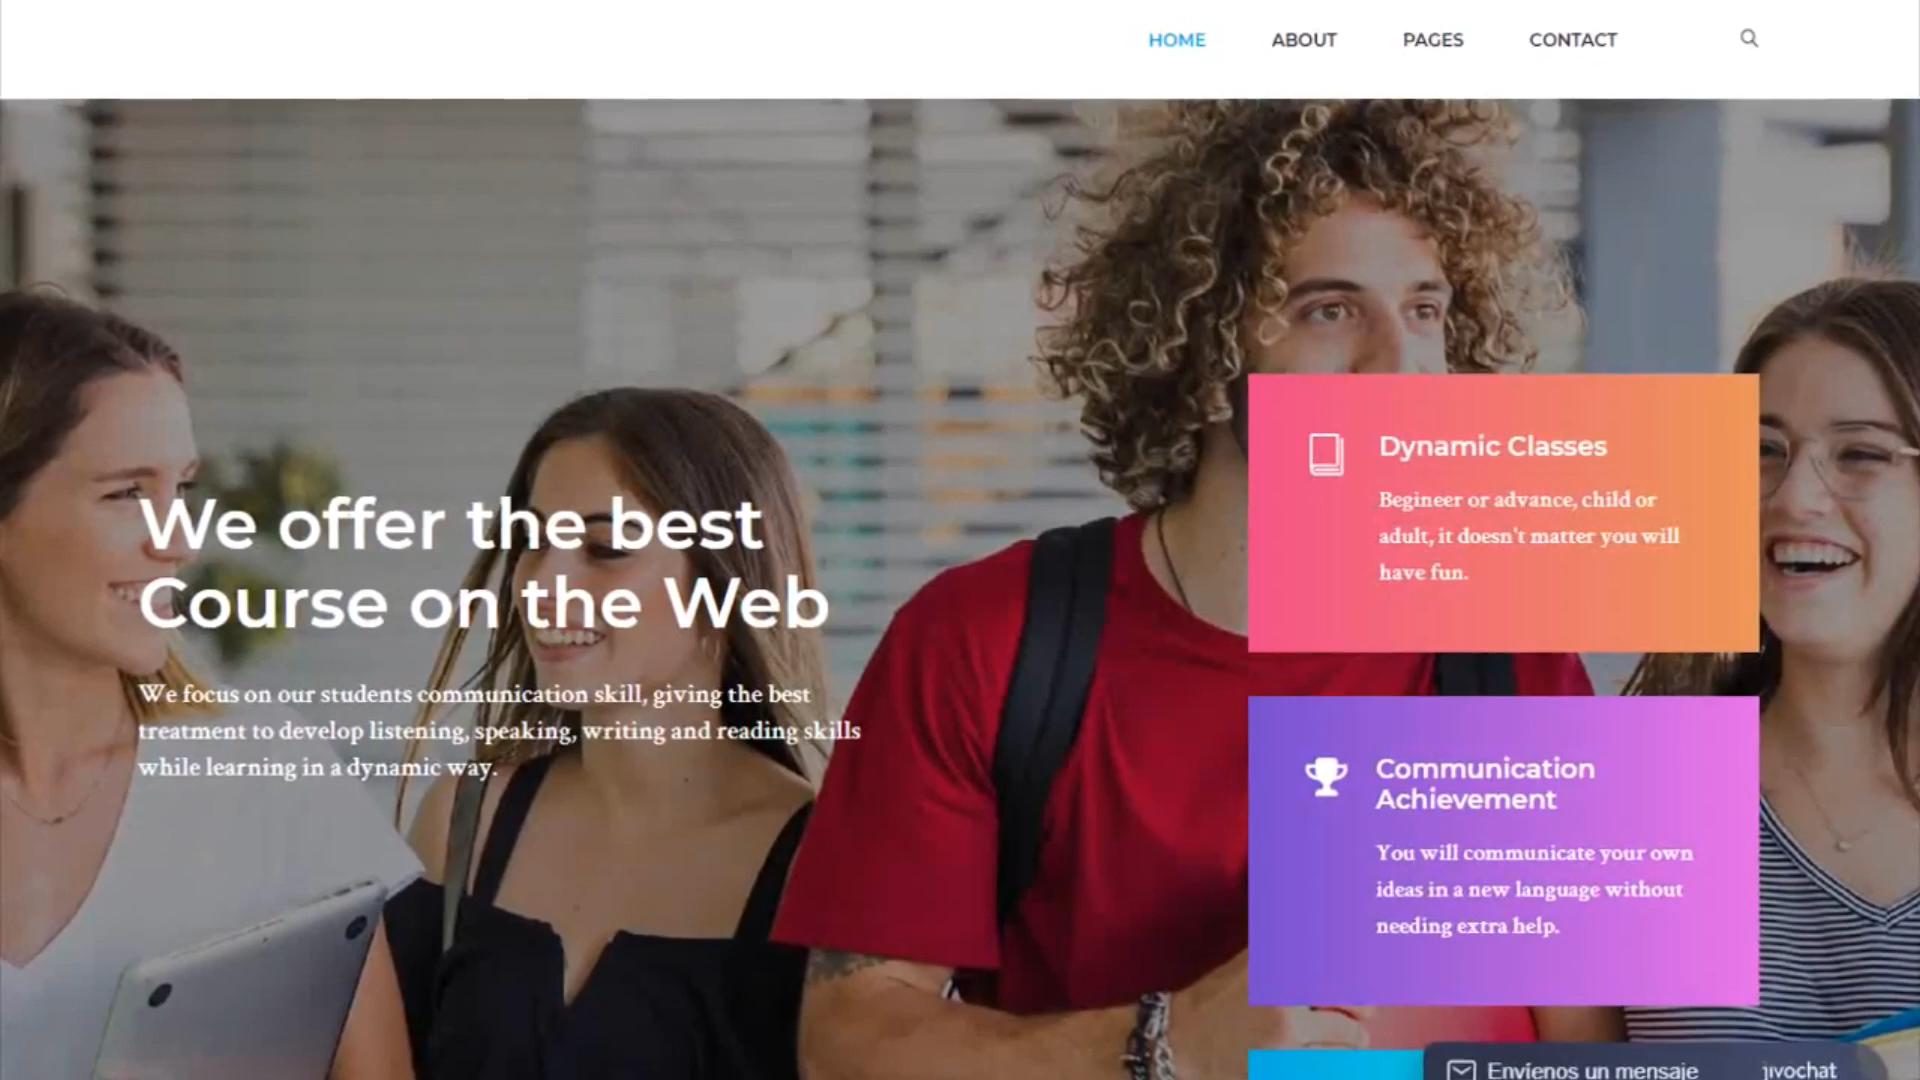 HOME ABOUT PAGES CONTACT
We offer the best
Course on the Web
We focus on our students communication skill, giving the best
treatment to develop listening, speaking, writing and reading skills
while learning in a dynamic way.
Dynamic Classes
Begineer or advance, child or
adult, it doesn't matter you will
have fun.
Communication
Achievement
You will communicate your own
ideas in a new language without
needing extra help.
Envíenos un mensaje jivochat